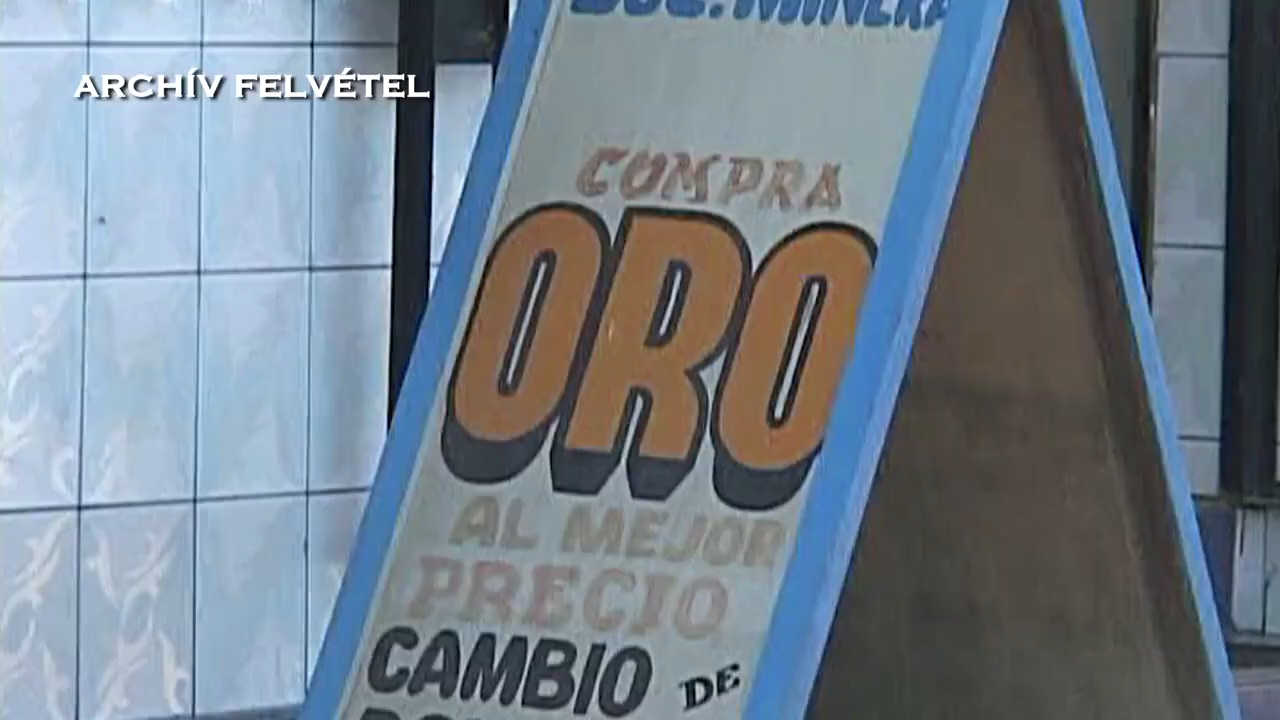 ARCHÍV FELVÉTEL
COMPRA
ORO
AL MEJOR
PRECIO
CAMBIO DE